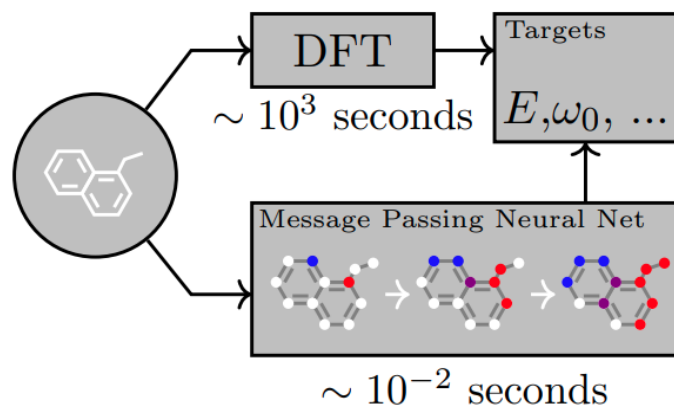 DFT
Targets
~ 10³ seconds
E,ω₀, ...
Message Passing Neural Net
~ 10⁻² seconds